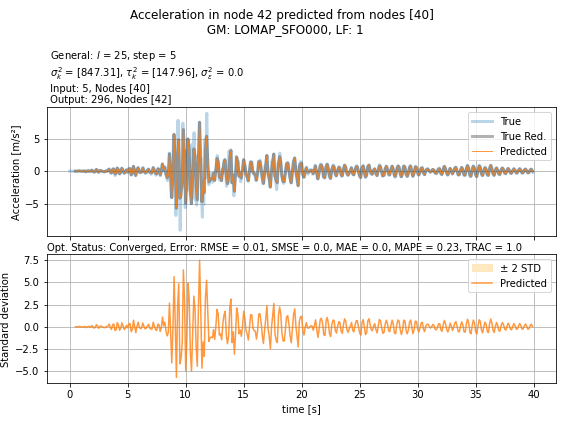 Acceleration in node 42 predicted from nodes [40]
GM: LOMAP_SFO000, LF: 1
General: l = 25, step = 5
σ²ₖ = [847.31], τ²ₖ = [147.96], σ²ε = 0.0
Input: 5, Nodes [40]
Output: 296, Nodes [42]
Acceleration [m/s²]
5
0
−5
True
True Red.
Predicted
Opt. Status: Converged, Error: RMSE = 0.01, SMSE = 0.0, MAE = 0.0, MAPE = 0.23, TRAC = 1.0
Standard deviation
7.5
5.0
2.5
0.0
−2.5
−5.0
± 2 STD
Predicted
0 5 10 15 20 25 30 35 40
time [s]